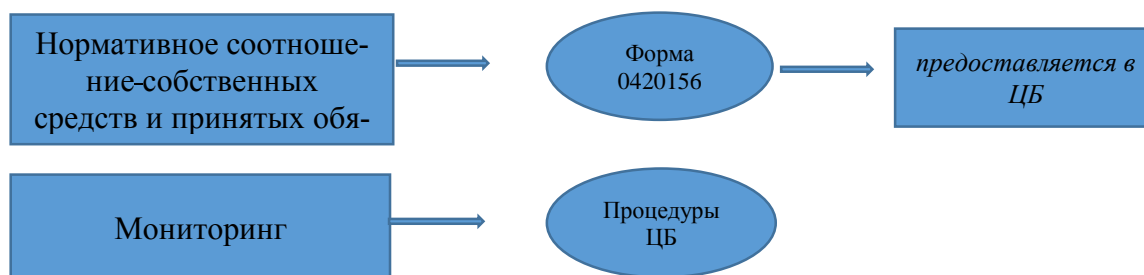 Нормативное соотноше-
ние-собственных
средств и принятых обя-
Форма
0420156
предоставляется в
ЦБ
Мониторинг
Процедуры
ЦБ